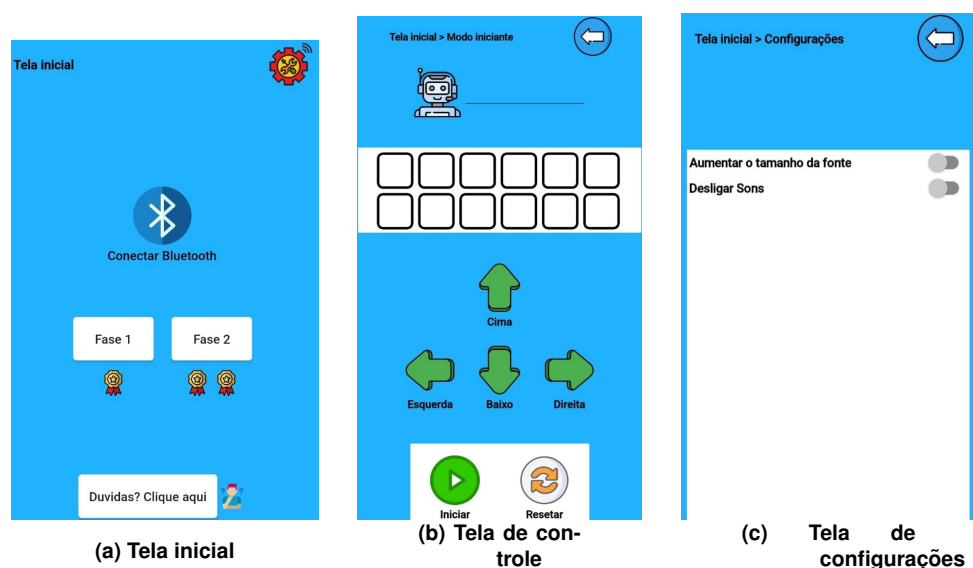 Tela inicial
Conectar Bluetooth
Fase 1
Fase 2
Duvidas? Clique aqui
(a) Tela inicial
Tela inicial > Modo iniciante
Cima
Esquerda
Baixo
Direita
Iniciar
Resetar
(b) Tela de con-
trole
Tela inicial > Configurações
Aumentar o tamanho da fonte
Desligar Sons
(c) Tela de
configurações